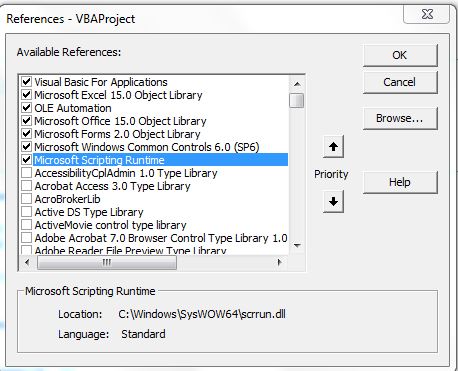 References - VBAProject
Available References:
Visual Basic For Applications
Microsoft Excel 15.0 Object Library
OLE Automation
Microsoft Office 15.0 Object Library
Microsoft Forms 2.0 Object Library
Microsoft Windows Common Controls 6.0 (SP6)
Microsoft Scripting Runtime
AccessibilityCplAdmin 1.0 Type Library
Acrobat Access 3.0 Type Library
AcroBrokerLib
Active DS Type Library
ActiveMovie control type library
Adobe Acrobat 7.0 Browser Control Type Library 1.0
Adobe Reader File Preview Type Library
OK
Cancel
Browse...
Priority
Help
Microsoft Scripting Runtime
Location: C:\Windows\SysWOW64\scrrun.dll
Language: Standard